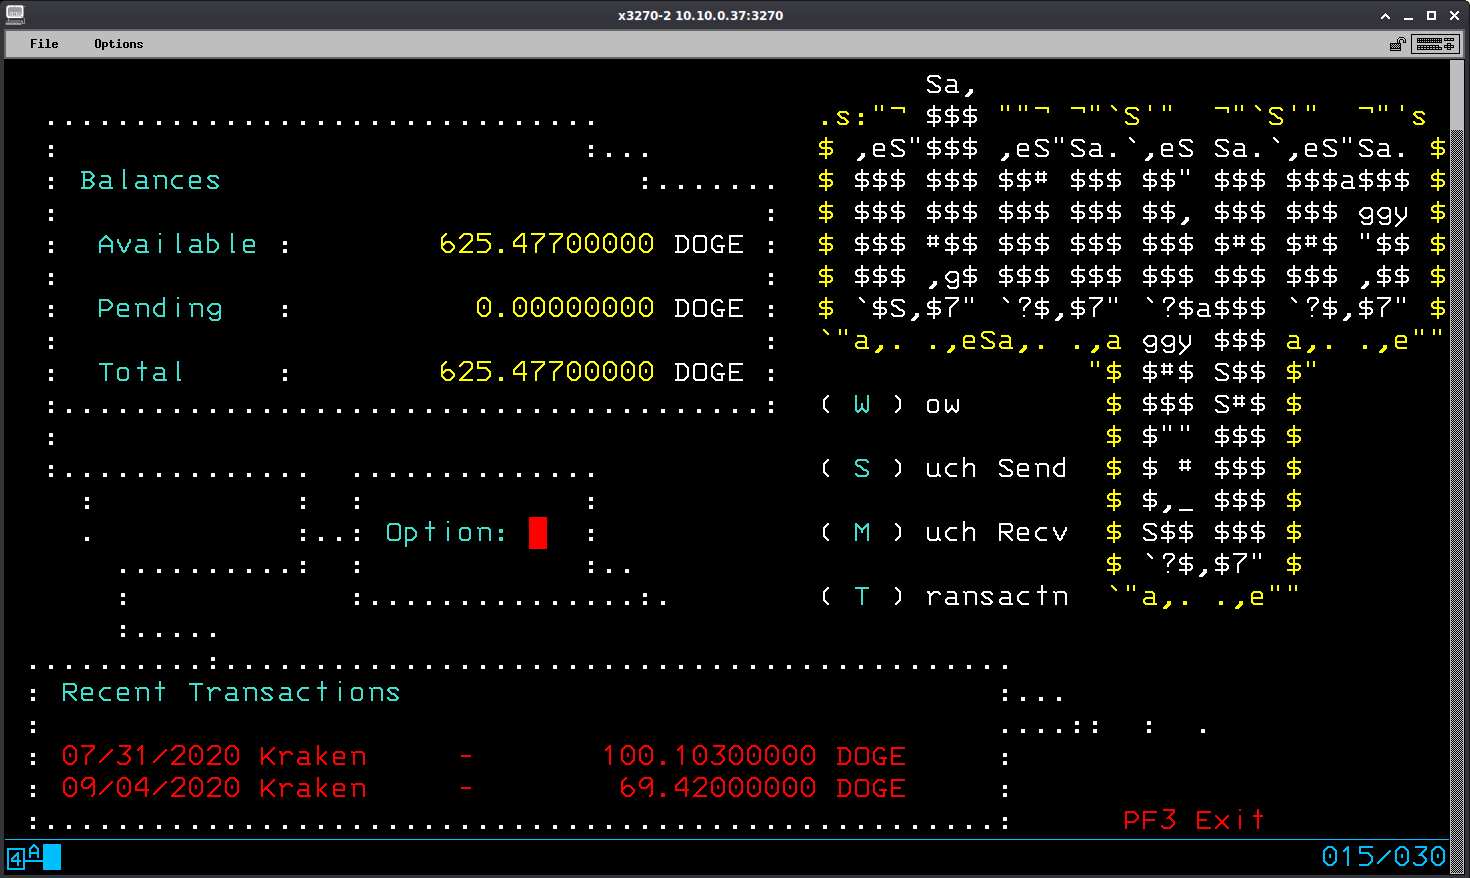 x3270-2 10.10.0.37:3270
File Options
Balances
Available : 625.47700000 DOGE
Pending : 0.00000000 DOGE
Total : 625.47700000 DOGE
( W ) ow
( S ) uch Send
Option:
( M ) uch Recv
( T ) ransactn
Recent Transactions
07/31/2020 Kraken - 100.10300000 DOGE
09/04/2020 Kraken - 69.42000000 DOGE
PF3 Exit
4A
015/030